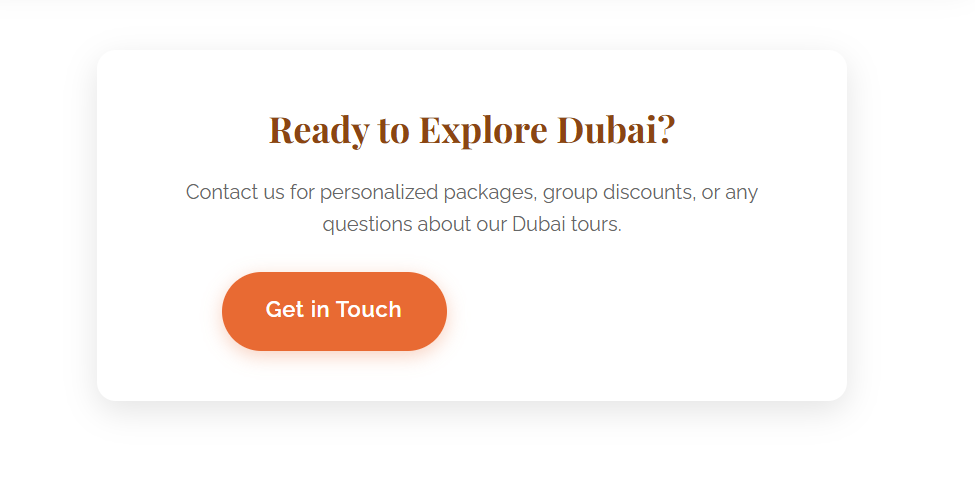 Ready to Explore Dubai?
Contact us for personalized packages, group discounts, or any
questions about our Dubai tours.
Get in Touch